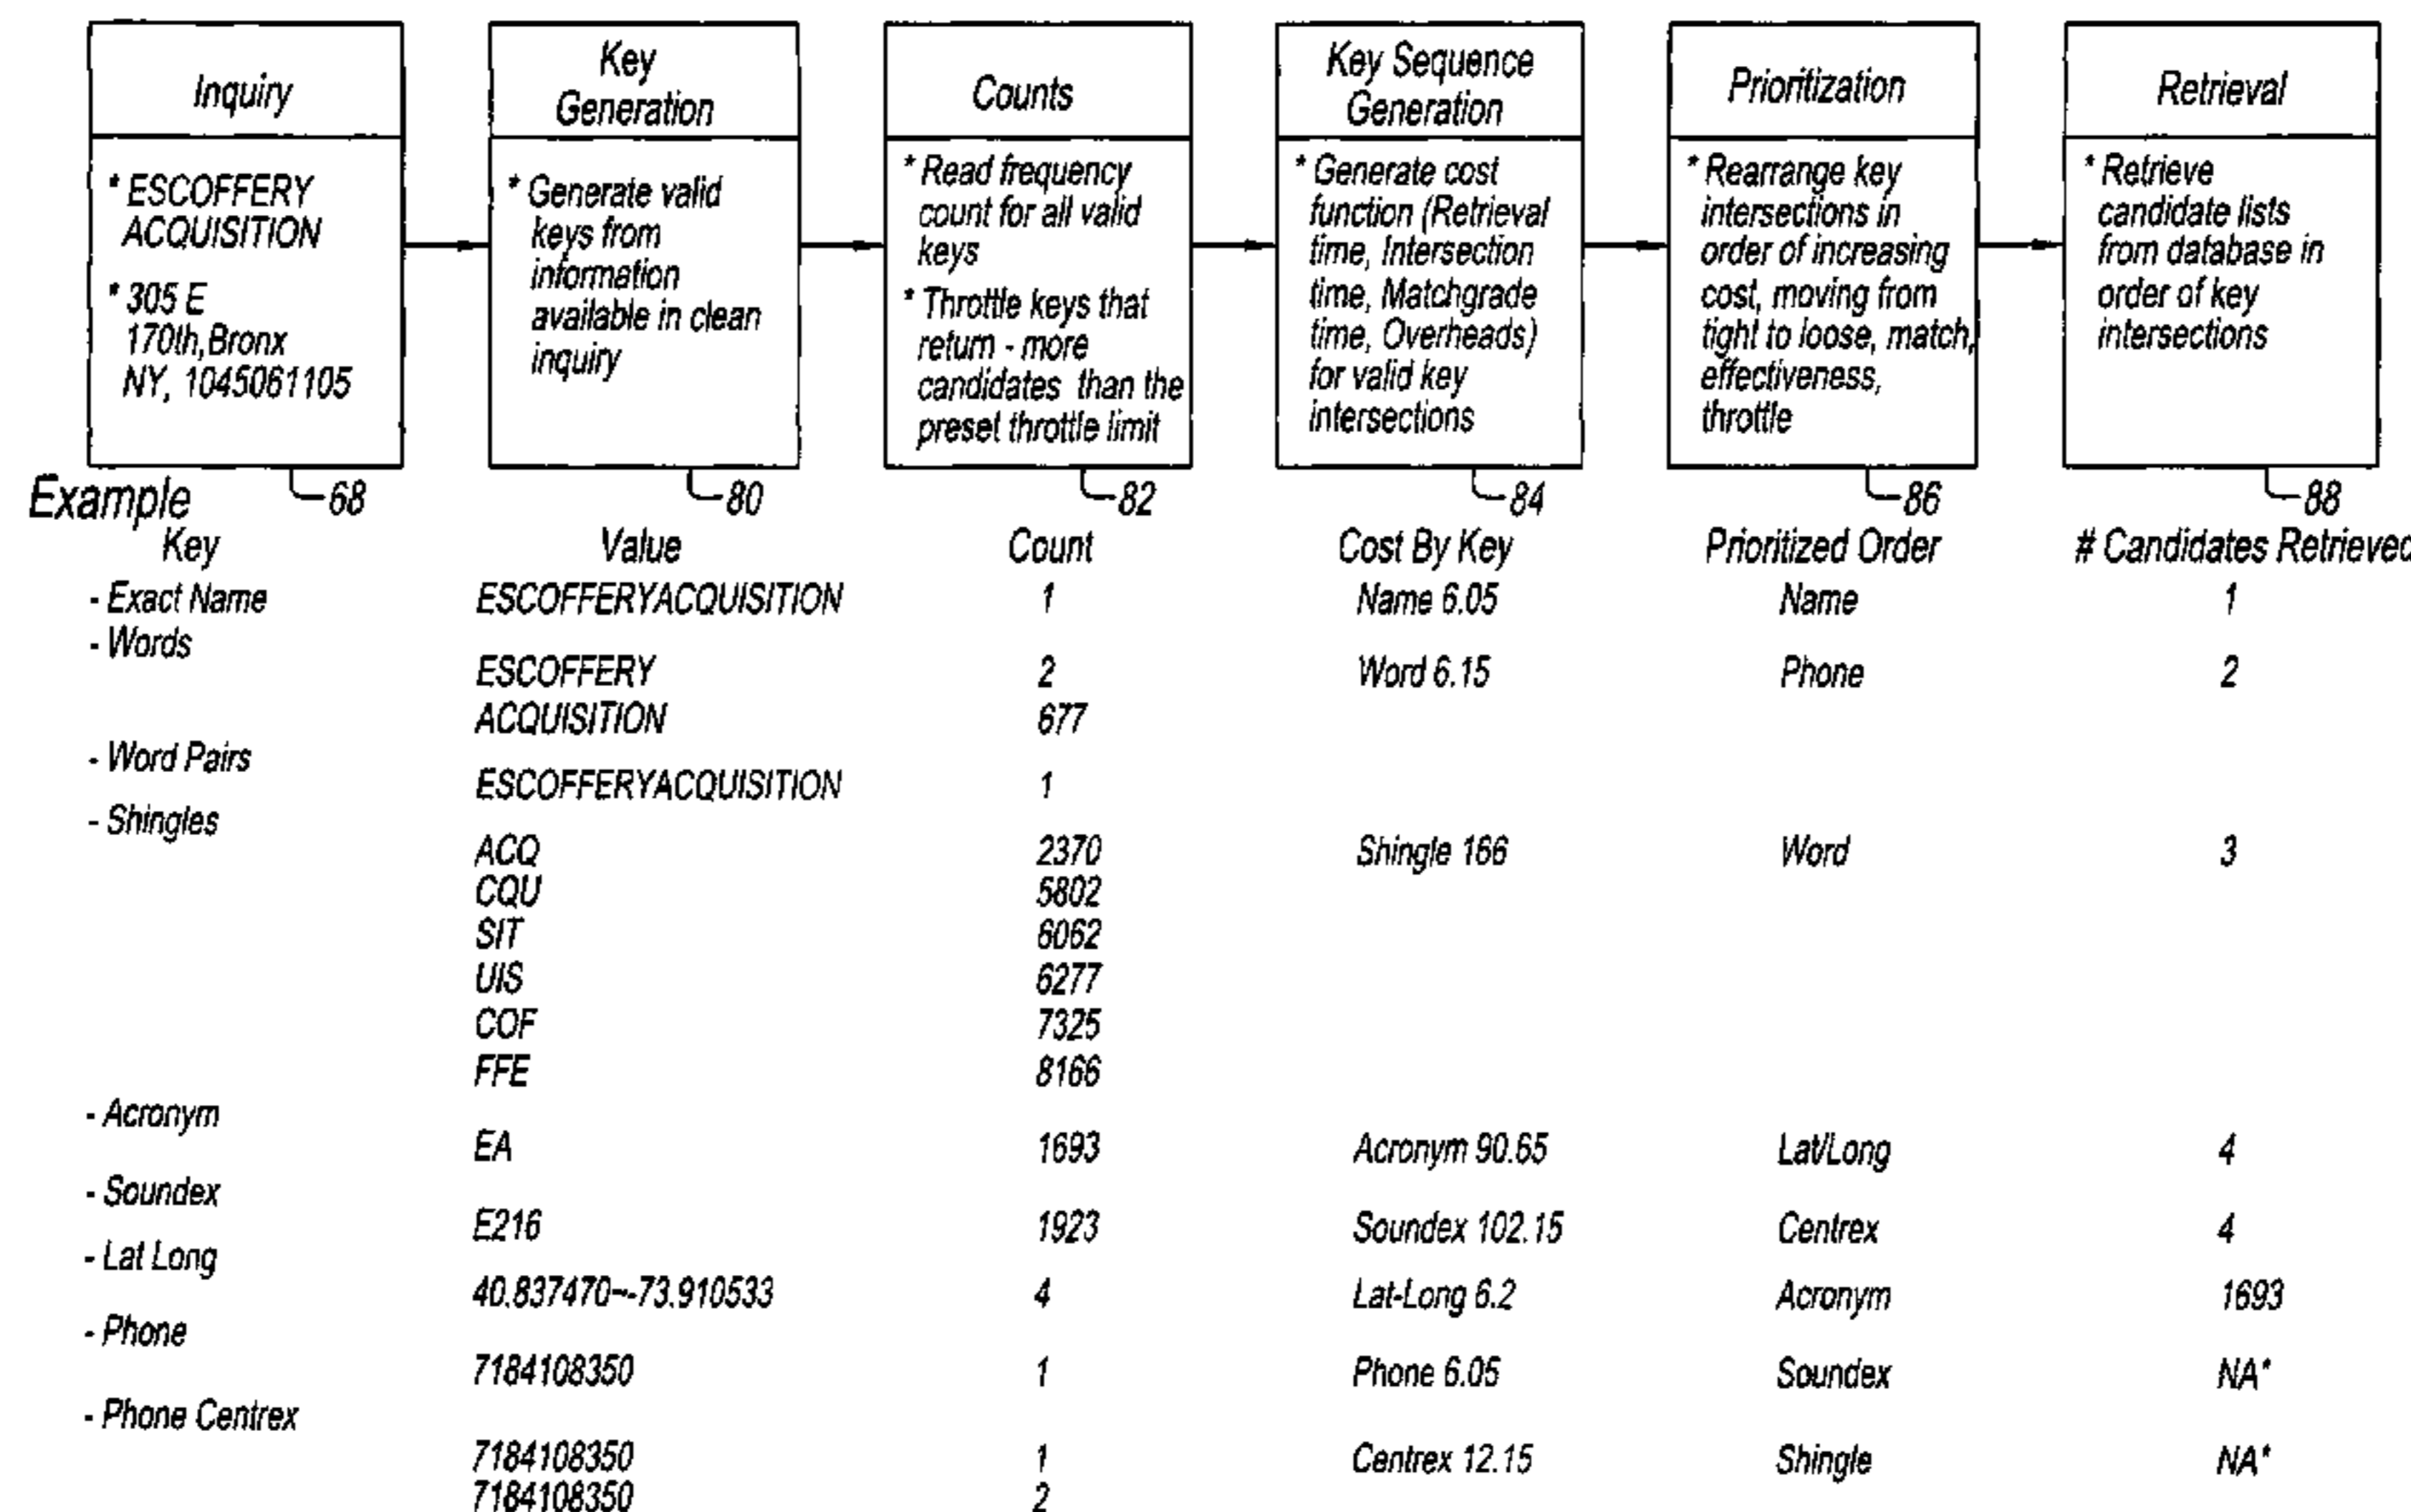 Inquiry
* ESCOFFERY
ACQUISITION
* 305 E
170th,Bronx
NY, 1045061105
68
Key
Generation
* Generate valid
keys from
information
available in clean
inquiry
80
Counts
* Read frequency
count for all valid
keys
* Throttle keys that
return - more
candidates than the
preset throttle limit
82
Key Sequence
Generation
* Generate cost
function (Retrieval
time, Intersection
time, Matchgrade
time, Overheads)
for valid key
intersections
84
Prioritization
* Rearrange key
intersections in
order of increasing
cost, moving from
tight to loose, match,
effectiveness,
throttle
86
Retrieval
* Retrieve
candidate lists
from database in
order of key
intersections
88
Example
Key Value Count Cost By Key Prioritized Order # Candidates Retrieved
- Exact Name ESCOFFERYACQUISITION 1 Name 6.05 Name 1
- Words
ESCOFFERY 2 Word 6.15 Phone 2
ACQUISITION 677
- Word Pairs
ESCOFFERYACQUISITION 1
- Shingles
ACQ 2370 Shingle 166 Word 3
CQU 5802
SIT 6062
UIS 6277
COF 7325
FFE 8166
- Acronym
EA 1693 Acronym 90.65 Lat/Long 4
- Soundex
E216 1923 Soundex 102.15 Centrex 4
- Lat Long
40.837470~-73.910533 4 Lat-Long 6.2 Acronym 1693
- Phone
7184108350 1 Phone 6.05 Soundex NA*
- Phone Centrex
7184108350 1 Centrex 12.15 Shingle NA*
7184108350 2